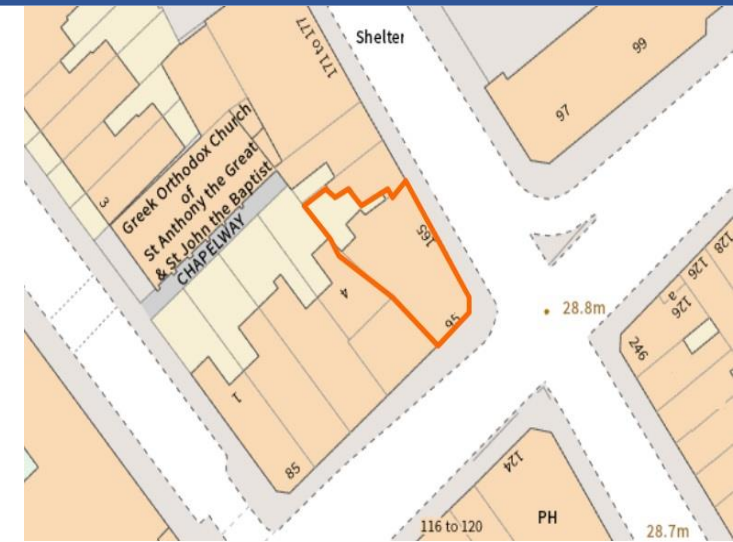 Shelter
171 to 177
99
97
Greek Orthodox Church
of
St Anthony the Great
& St John the Baptist
CHAPELWAY
3
165
95
4
1
85
28.8m
128
126
126
a
246
124
116 to 120
PH
28.7m